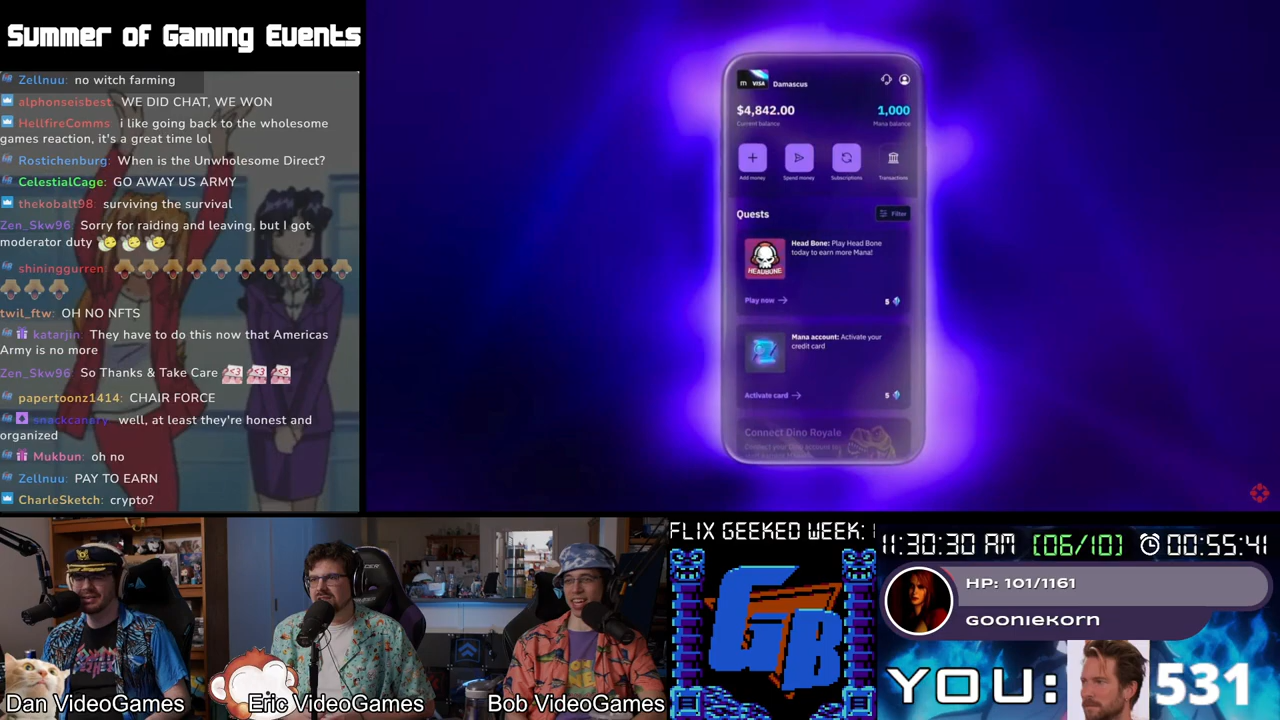 Summer of Gaming Events
Zellnuu: no witch farming
alphonseisbest: WE DID CHAT, WE WON
HellfireComms: i like going back to the wholesome
games reaction, it's a great time lol
Rostichenburg: When is the Unwholesome Direct?
CelestialCage: GO AWAY US ARMY
thekobalt98: surviving the survival
Zen_Skw96: Sorry for raiding and leaving, but I got
moderator duty
shininggurren:
twil_ftw: OH NO NFTS
katarjin: They have to do this now that Americas
Army is no more
Zen_Skw96: So Thanks & Take Care
papertoonz1414: CHAIR FORCE
snackcanary: well, at least they're honest and
organized
Mukbun: oh no
Zellnuu: PAY TO EARN
CharleSketch: crypto?
m VISA Damascus
$4,842.00 1,000
Current balance Mana balance
Add money Spend money Subscriptions Transactions
Quests Filter
Head Bone: Play Head Bone
today to earn more Mana!
HEADBONE
Play now → 5
Mana account: Activate your
credit card
Activate card → 5
Connect Dino Royale
Dan VideoGames
Eric VideoGames
Bob VideoGames
FLIX GEEKED WEEK:
GB
11:30:30 AM [06/10] 00:55:41
HP: 101/1161
GOONIEKORN
YOU: 531